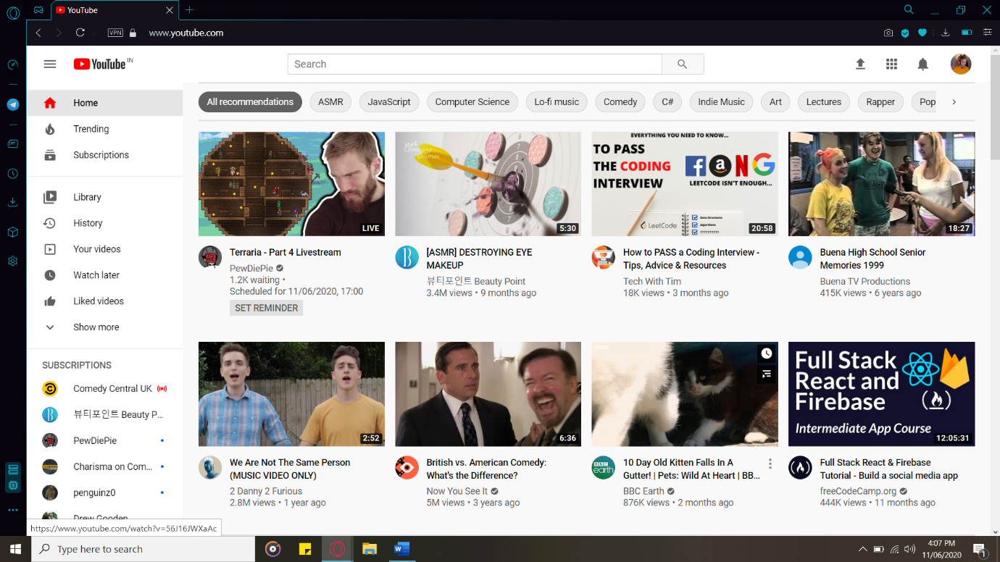 YouTube
VPN
www.youtube.com
YouTube IN
Search
Home
Trending
Subscriptions
Library
History
Your videos
Watch later
Liked videos
Show more
SUBSCRIPTIONS
Comedy Central UK
뷰티포인트 Beauty P...
PewDiePie
Charisma on Com...
penguinz0
Drew Gooden
All recommendations
ASMR
JavaScript
Computer Science
Lo-fi music
Comedy
C#
Indie Music
Art
Lectures
Rapper
Pop
LIVE
Terraria - Part 4 Livestream
PewDiePie
1.2K waiting •
Scheduled for 11/06/2020, 17:00
SET REMINDER
5:30
[ASMR] DESTROYING EYE
MAKEUP
뷰티포인트 Beauty Point
3.4M views • 9 months ago
EVERYTHING YOU NEED TO KNOW...
TO PASS
THE CODING
INTERVIEW
LEETCODE ISN'T ENOUGH...
LeetCode
Data Structures
Algorithms
??????????
20:58
How to PASS a Coding Interview -
Tips, Advice & Resources
Tech With Tim
18K views • 3 months ago
18:27
Buena High School Senior
Memories 1999
Buena TV Productions
415K views • 6 years ago
2:52
We Are Not The Same Person
(MUSIC VIDEO ONLY)
2 Danny 2 Furious
2.8M views • 1 year ago
6:36
British vs. American Comedy:
What's the Difference?
Now You See It
5M views • 3 years ago
BBC
earth
10 Day Old Kitten Falls In A
Gutter! | Pets: Wild At Heart | BB...
BBC Earth
876K views • 2 months ago
Full Stack
React and
Firebase
Intermediate App Course
12:05:31
Full Stack React & Firebase
Tutorial - Build a social media app
freeCodeCamp.org
444K views • 11 months ago
https://www.youtube.com/watch?v=56J16JWXaAc
Type here to search
4:07 PM
11/06/2020
1